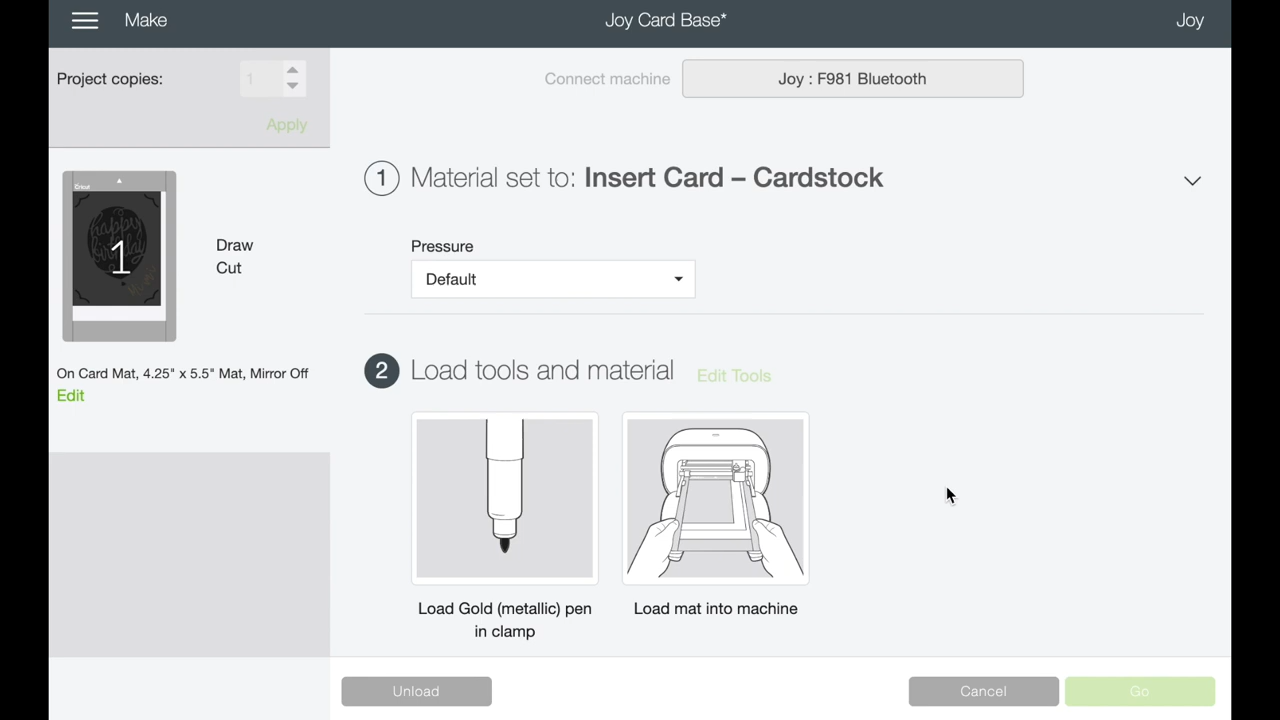 Make
Joy Card Base*
Joy
Project copies:
1
Apply
Connect machine
Joy : F981 Bluetooth
1
Material set to: Insert Card – Cardstock
Pressure
Default
Cricut
happy
birthday
1
Draw
Cut
On Card Mat, 4.25" x 5.5" Mat, Mirror Off
Edit
2
Load tools and material
Edit Tools
Load Gold (metallic) pen
in clamp
Load mat into machine
Unload
Cancel
Go